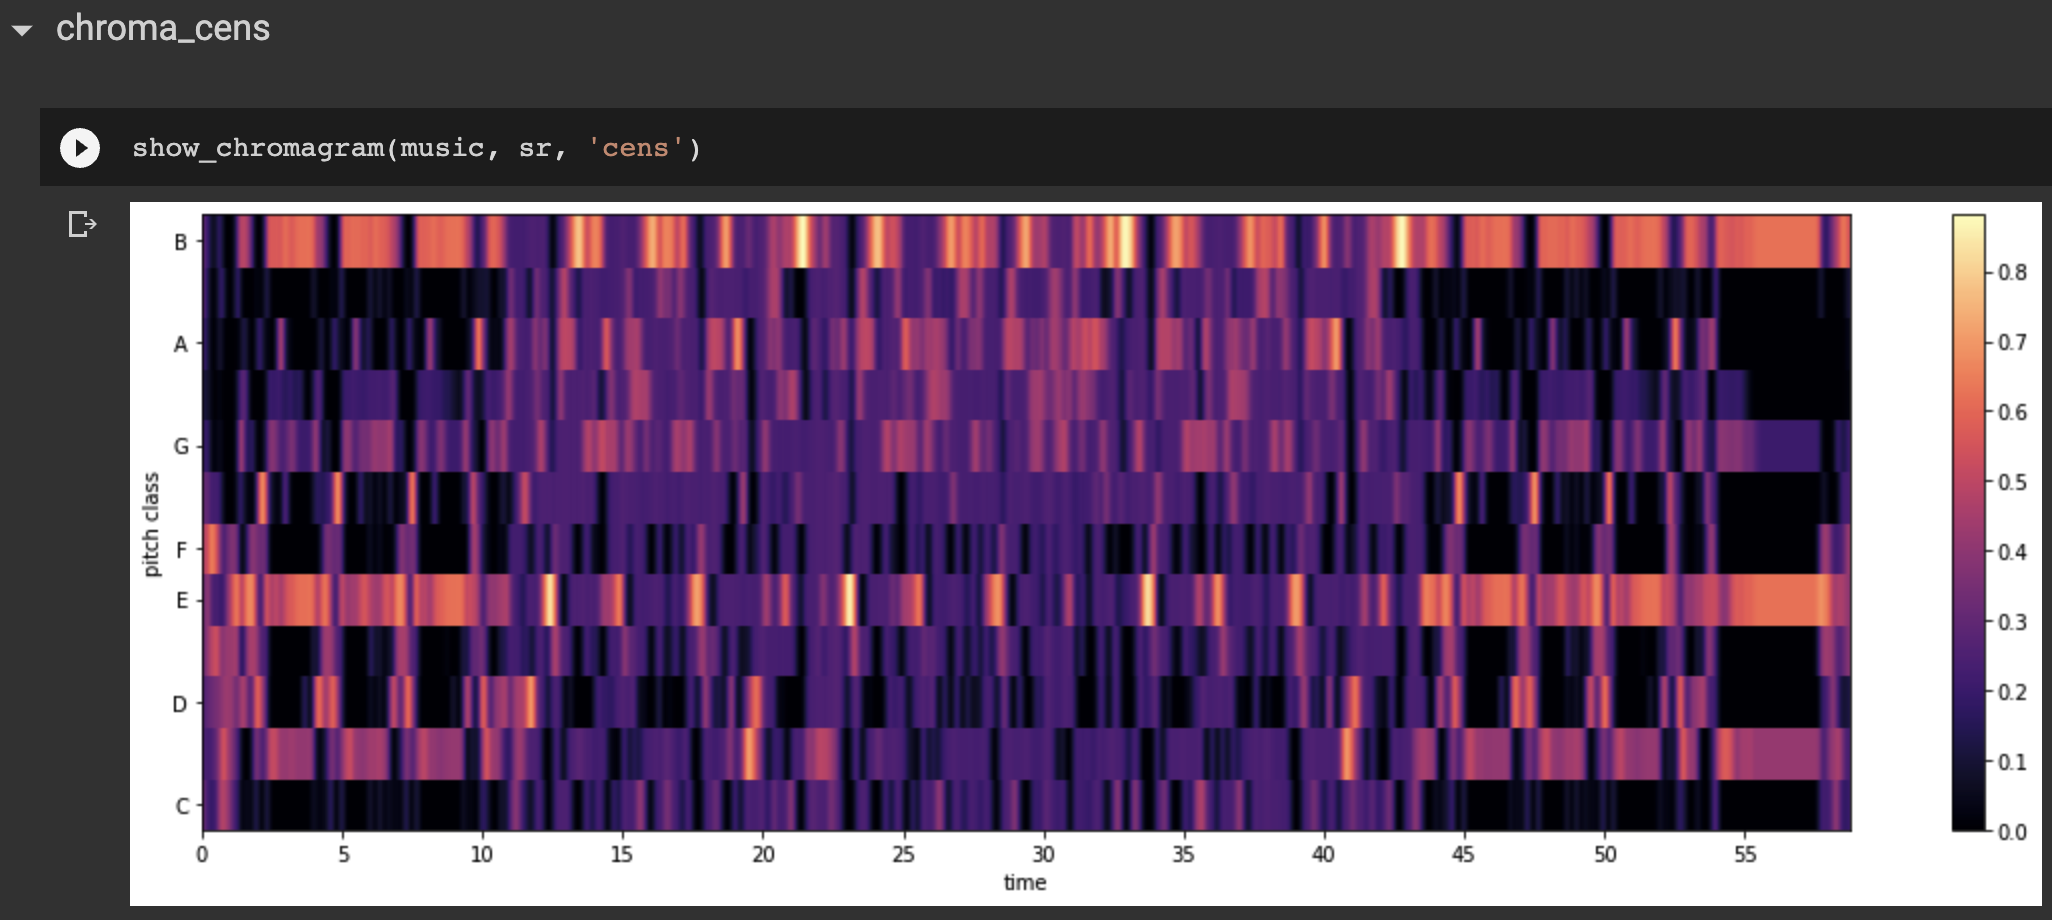 chroma_cens
show_chromagram(music, sr, 'cens')
pitch class
B
A
G
F
E
D
C
0 5 10 15 20 25 30 35 40 45 50 55
time
0.8
0.7
0.6
0.5
0.4
0.3
0.2
0.1
0.0